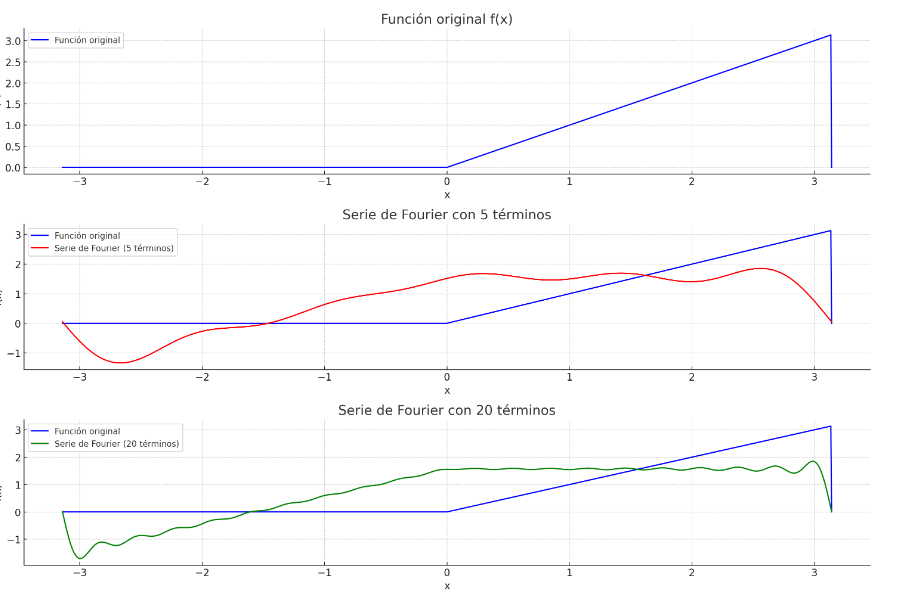 Función original f(x)
Función original
3.0
2.5
2.0
1.5
1.0
0.5
0.0
−3 −2 −1 0 1 2 3
x
Serie de Fourier con 5 términos
Función original
Serie de Fourier (5 términos)
3
2
1
0
−1
−3 −2 −1 0 1 2 3
x
Serie de Fourier con 20 términos
Función original
Serie de Fourier (20 términos)
3
2
1
0
−1
−3 −2 −1 0 1 2 3
x